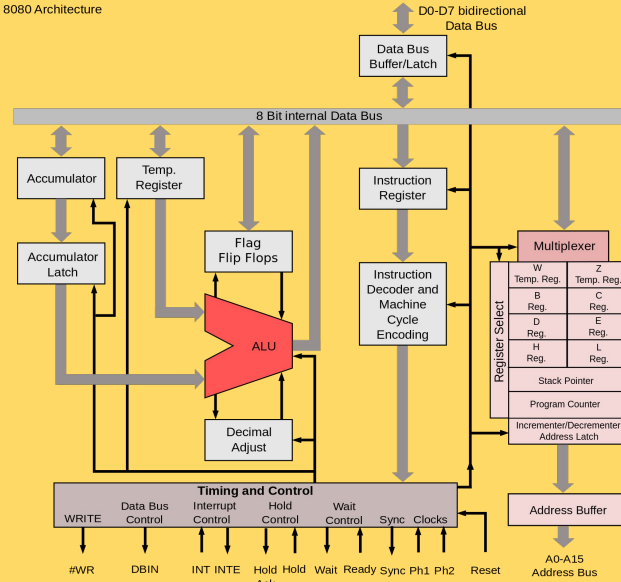 8080 Architecture
D0-D7 bidirectional
Data Bus
Data Bus
Buffer/Latch
8 Bit internal Data Bus
Accumulator
Temp.
Register
Instruction
Register
Accumulator
Latch
Flag
Flip Flops
Multiplexer
Instruction
Decoder and
Machine
Cycle
Encoding
Register Select
W
Temp. Reg.
Z
Temp. Reg.
B
Reg.
C
Reg.
D
Reg.
E
Reg.
H
Reg.
L
Reg.
Stack Pointer
Program Counter
Incrementer/Decrementer
Address Latch
ALU
Decimal
Adjust
Timing and Control
WRITE
Data Bus
Control
Interrupt
Control
Hold
Control
Wait
Control
Sync
Clocks
Address Buffer
#WR
DBIN
INT
INTE
Hold
Ack
Hold
Wait
Ready
Sync
Ph1
Ph2
Reset
A0-A15
Address Bus